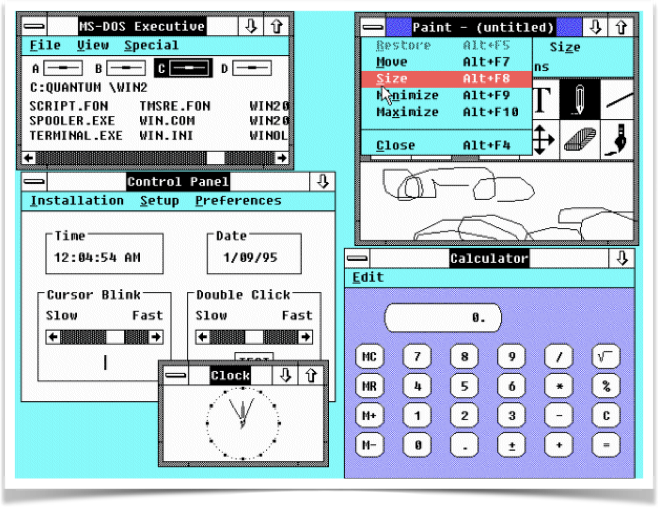 MS-DOS Executive
File View Special
A B C D
C:QUANTUM \WIN2
SCRIPT.FON TMSRE.FON WIN20
SPOOLER.EXE WIN.COM WIN20
TERMINAL.EXE WIN.INI WINOL
Paint - (untitled)
Restore Alt+F5
Move Alt+F7
Size Alt+F8
Minimize Alt+F9
Maximize Alt+F10
Close Alt+F4
Size
ns
T
Control Panel
Installation Setup Preferences
Time
12:04:54 AM
Date
1/09/95
Cursor Blink
Slow Fast
Double Click
Slow Fast
Clock
Calculator
Edit
0.
MC 7 8 9 / √
MR 4 5 6 * %
M+ 1 2 3 - C
M- 0 . ± + =